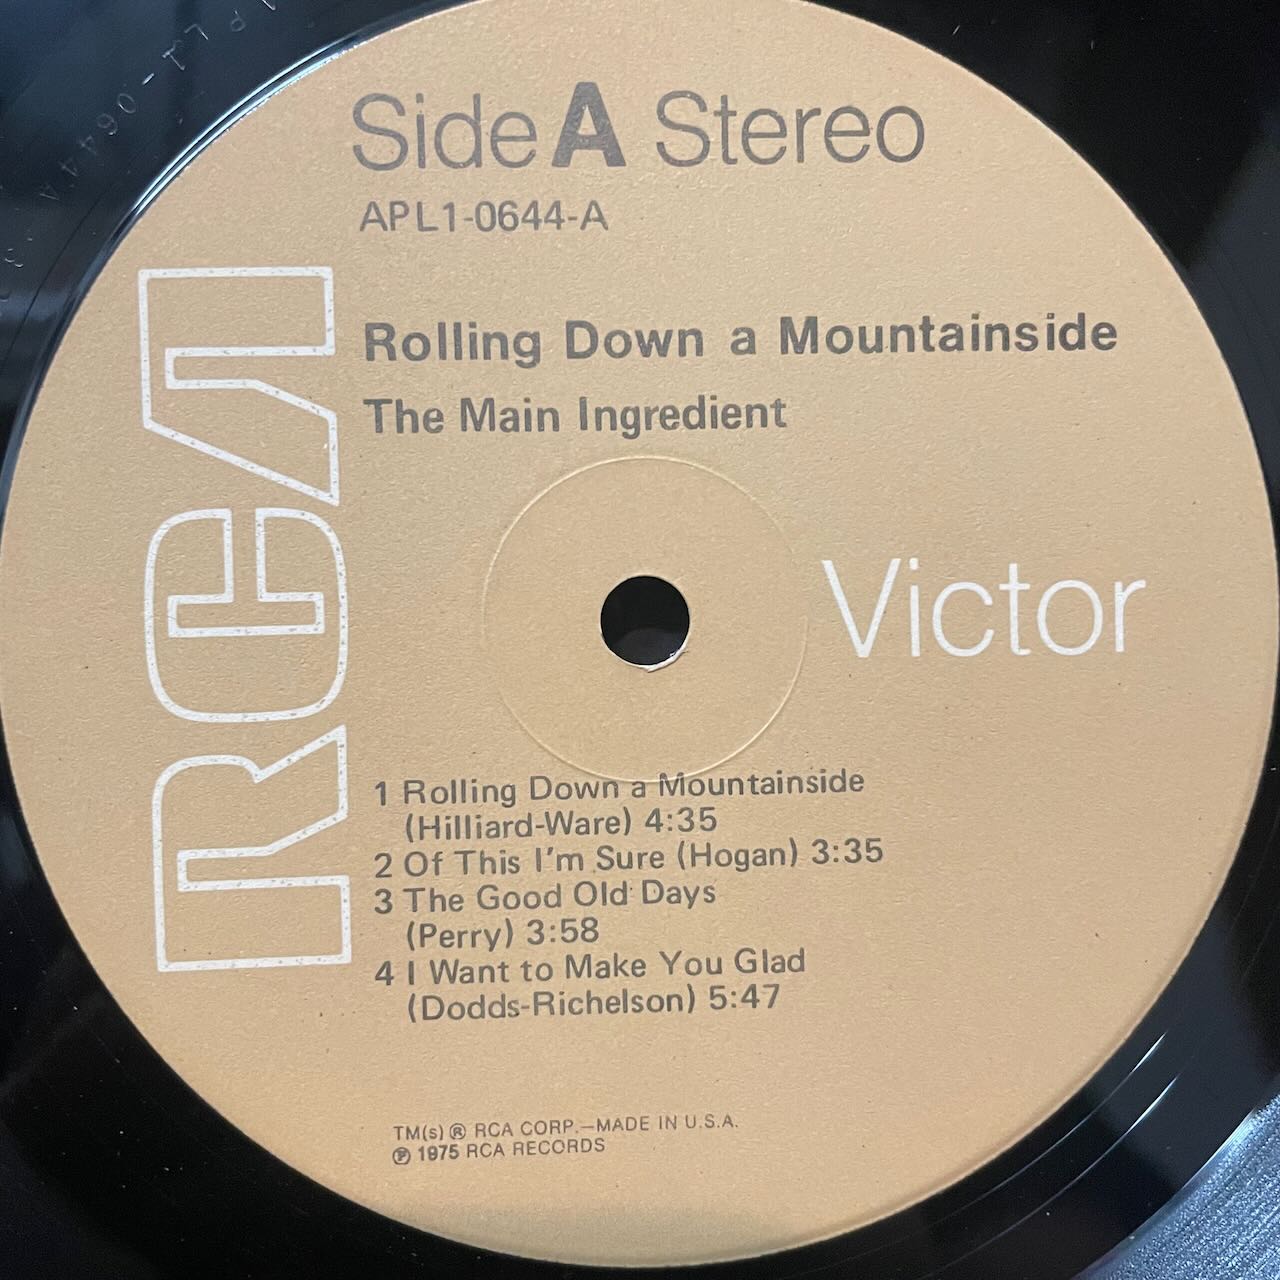 APL1-0644A
Side A Stereo
APL1-0644-A
Rolling Down a Mountainside
The Main Ingredient
RCA
Victor
1 Rolling Down a Mountainside
(Hilliard-Ware) 4:35
2 Of This I'm Sure (Hogan) 3:35
3 The Good Old Days
(Perry) 3:58
4 I Want to Make You Glad
(Dodds-Richelson) 5:47
TM(s) ® RCA CORP.—MADE IN U.S.A.
℗ 1975 RCA RECORDS